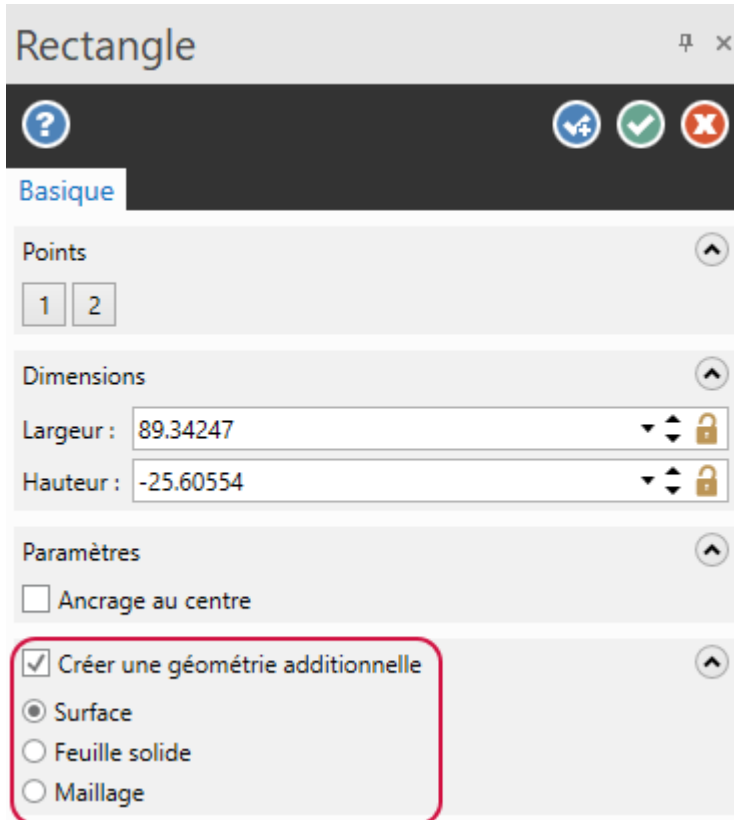 Rectangle
Basique
Points
1 2
Dimensions
Largeur : 89.34247
Hauteur : -25.60554
Paramètres
Ancrage au centre
Créer une géométrie additionnelle
Surface
Feuille solide
Maillage